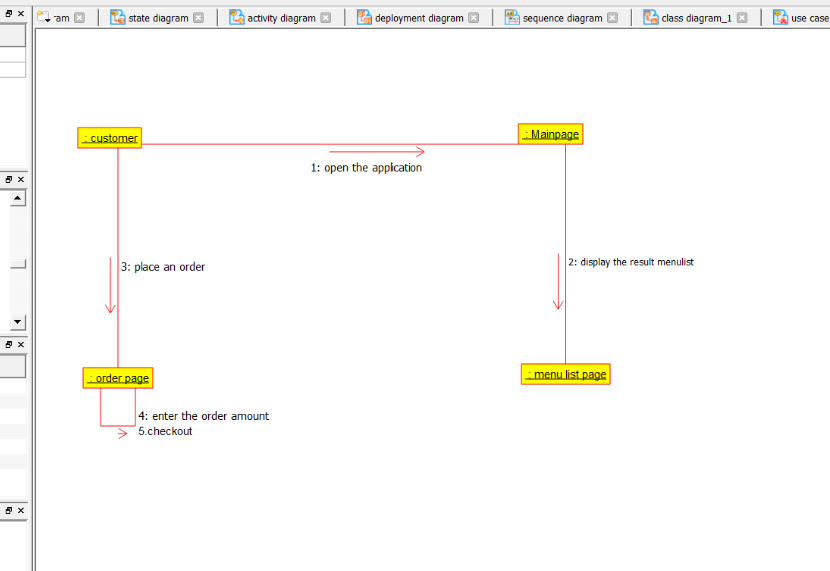 ram
state diagram
activity diagram
deployment diagram
sequence diagram
class diagram_1
use case
: customer
: Mainpage
1: open the application
3: place an order
2: display the result menulist
: order page
: menu list page
4: enter the order amount
5.checkout